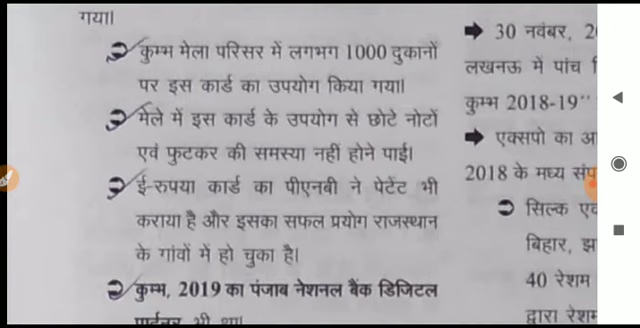 गया।
कुम्भ मेला परिसर में लगभग 1000 दुकानों
पर इस कार्ड का उपयोग किया गया।
मेले में इस कार्ड के उपयोग से छोटे नोटों
एवं फुटकर की समस्या नहीं होने पाई।
ई-रुपया कार्ड का पीएनबी ने पेटेंट भी
कराया है और इसका सफल प्रयोग राजस्थान
के गांवों में हो चुका है।
कुम्भ, 2019 का पंजाब नेशनल बैंक डिजिटल
पार्टनर भी था।
30 नवंबर, 2
लखनऊ में पांच
कुम्भ 2018-19"
एक्सपो का आ
2018 के मध्य संप
सिल्क एव
बिहार, झा
40 रेशम
द्वारा रेशम